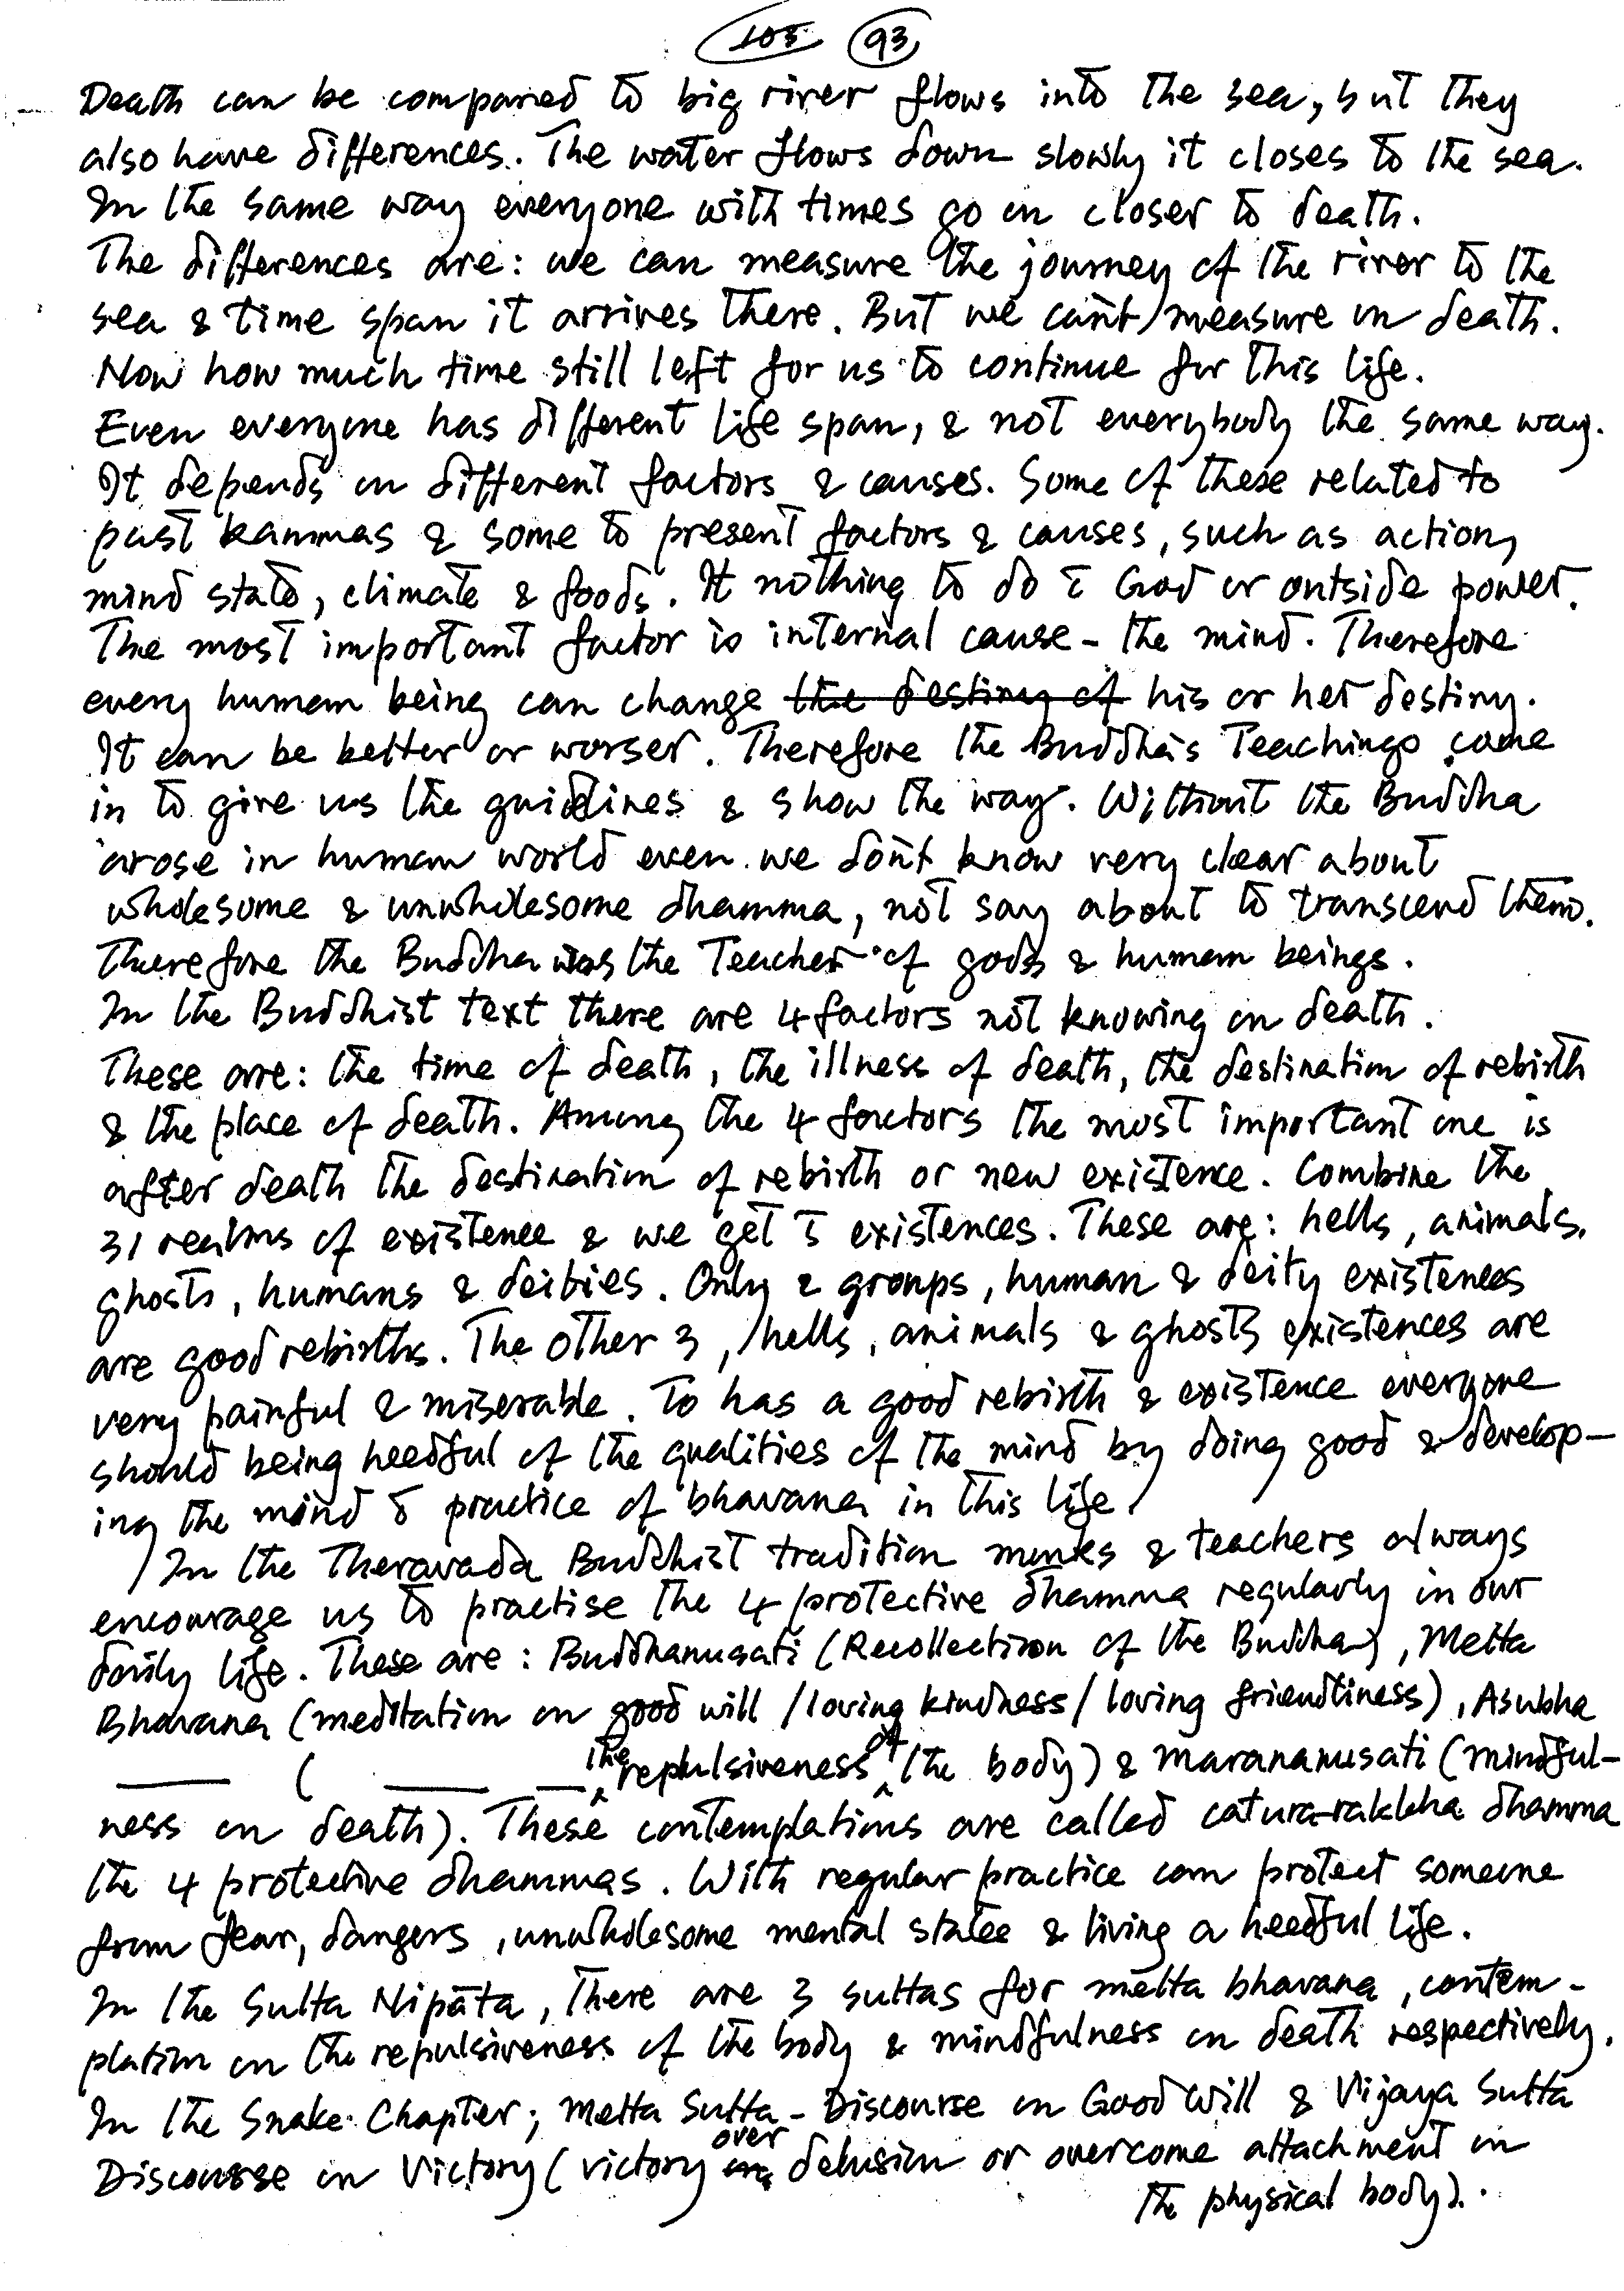 105 93
Death can be compared to big river flows into the sea, but they
also have differences. The water flows down slowly it closes to the sea.
In the same way everyone with times go on closer to death.
The differences are: we can measure the journey of the river to the
sea & time span it arrives there. But we can't measure on death.
Now how much time still left for us to continue for this life.
Even everyone has different life span, & not everybody the same way.
It depends on different factors & causes. Some of these related to
past kammas & some to present factors & causes, such as action,
mind state, climate & foods. It nothing to do c̄ God or outside power.
The most important factor is internal cause - the mind. Therefore
every human being can change the destiny of his or her destiny.
It can be better or worser. Therefore the Buddha's Teachings come
in to give us the guidlines & show the way. Without the Buddha
arose in human world even we don't know very clear about
wholesome & unwholesome dhamma, not say about to transcend them.
Therefore the Buddha was the Teacher of gods & human beings.
In the Buddhist text there are 4 factors not knowing on death.
These are: the time of death, the illness of death, the destination of rebirth
& the place of death. Among the 4 factors the most important one is
after death the destination of rebirth or new existence. Combine the
31 realms of existence & we get 5 existences. These are: hells, animals,
ghosts, humans & deities. Only 2 groups, human & deity existences
are good rebirths. The other 3, hells, animals & ghosts existences are
very painful & miserable. To has a good rebirth & existence everyone
should being heedful of the qualities of the mind by doing good & develop-
ing the mind & practice of bhavana in this life.
In the Theravada Buddhist tradition monks & teachers always
encourage us to practise the 4 protective dhamma regularly in our
daily life. These are: Buddhanusati (Recollection of the Buddha), Metta
Bhavana (meditation on good will / loving kindness / loving friendliness), Asubha
—— ( —— — the repulsiveness of the body) & marananusati (mindful-
ness on death). These contemplations are called catura-rakkha dhamma
the 4 protective dhammas. With regular practice can protect someone
from fear, dangers, unwholesome mental states & living a heedful life.
In the Sutta Nipāta, there are 3 suttas for metta bhavana, contem-
plation on the repulsiveness of the body & mindfulness on death respectively.
In the Snake Chapter; Metta Sutta - Discourse on Good Will & Vijaya Sutta
Discourse on Victory (victory over delusion or overcome attachment on
the physical body).